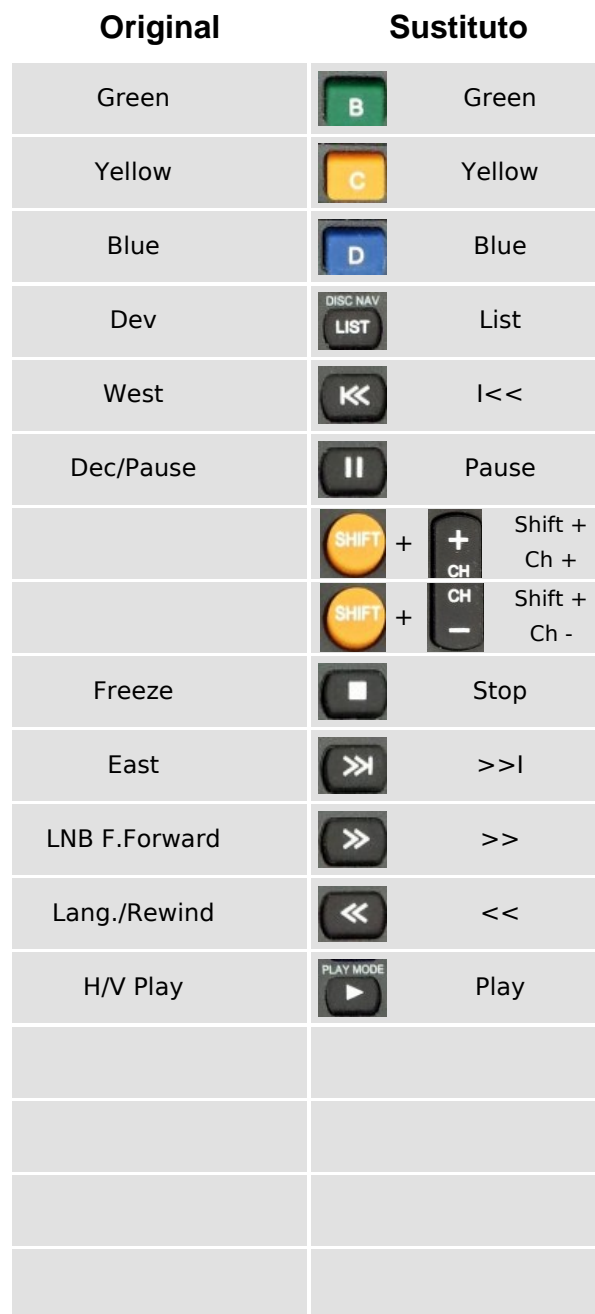 Original Sustituto
Green B Green
Yellow C Yellow
Blue D Blue
Dev DISC NAV LIST List
West I<<
Dec/Pause Pause
SHIFT + + CH Shift +
Ch +
SHIFT + CH − Shift +
Ch -
Freeze Stop
East >>I
LNB F.Forward >>
Lang./Rewind <<
H/V Play PLAY MODE Play